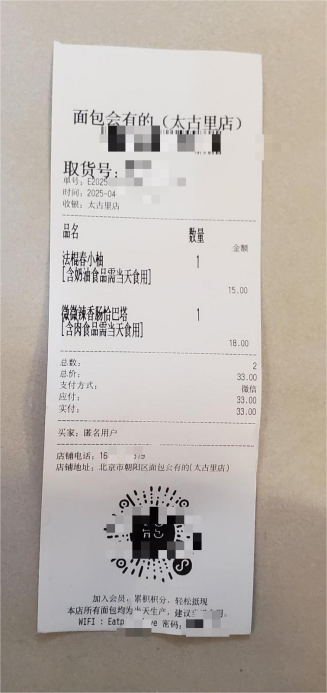 面包会有的（太古里店）
取货号：
单号：E2025
时间：2025-04
收银：太古里店
品名 数量 金额
法棍春小柚 1
[含奶油食品需当天食用]
15.00
微微辣香肠恰巴塔 1
[含肉食品需当天食用]
18.00
总数： 2
总价： 33.00
支付方式： 微信
应付： 33.00
实付： 33.00
买家：匿名用户
店铺电话：16
店铺地址：北京市朝阳区面包会有的(太古里店)
加入会员，累积积分，轻松抵现
本店所有面包均为当天生产，建议 用。
WIFI：Eatp ve 密码：